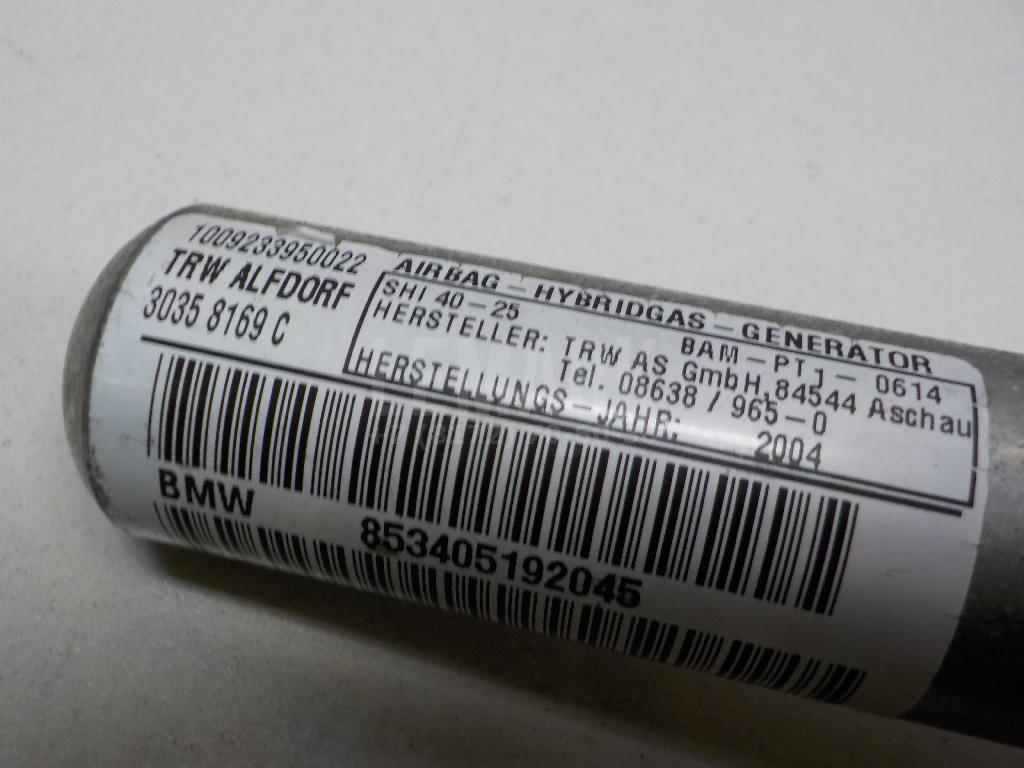 1009233950022
TRW ALFDORF
3035 8169 C
AIRBAG - HYBRIDGAS - GENERATOR
SHI 40-25 BAM-PT1- 0614
HERSTELLER: TRW AS GmbH, 84544 Aschau
Tel. 08638 / 965-0
HERSTELLUNGS-JAHR: 2004
BMW 853405192045